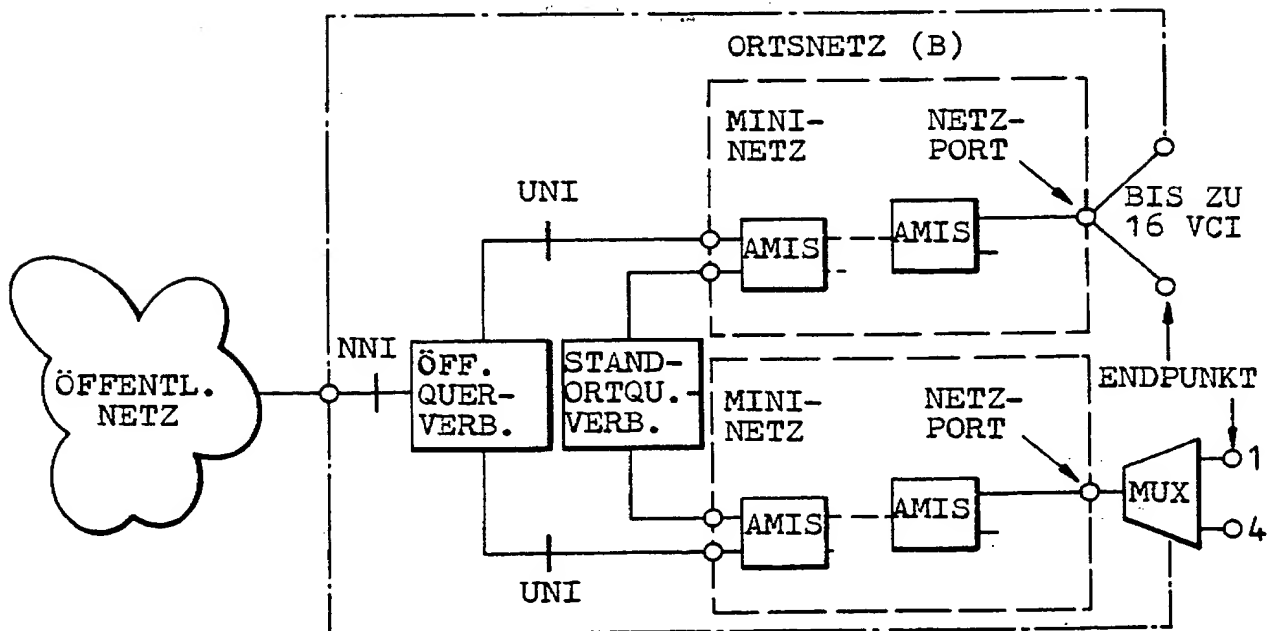 ORTSNETZ (B)
MINI-
NETZ
NETZ-
PORT
UNI
BIS ZU
16 VCI
AMIS
AMIS
NNI
ÖFFENTL.
NETZ
ÖFF.
QUER-
VERB.
STAND-
ORTQU.-
VERB.
ENDPUNKT
MINI-
NETZ
NETZ-
PORT
1
MUX
AMIS
AMIS
4
UNI